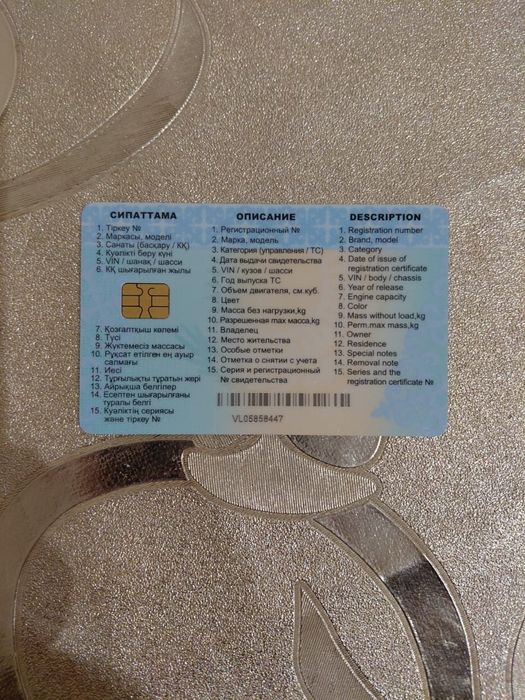 СИПАТТАМА
1. Тіркеу №
2. Маркасы, моделі
3. Санаты (басқару / КҚ)
4. Куәлікті беру күні
5. VIN / шанақ / шасси
6. КҚ шығарылған жылы
7. Қозғалтқыш көлемі
8. Түсі
9. Жүктемесіз массасы
10. Рұқсат етілген ең ауыр
салмағы
11. Иесі
12. Тұрғылықты тұратын жері
13. Айрықша белгілер
14. Есептен шығарылғаны
туралы белгі
15. Куәліктің сериясы
және тіркеу №
ОПИСАНИЕ
1. Регистрационный №
2. Марка, модель
3. Категория (управления / ТС)
4. Дата выдачи свидетельства
5. VIN / кузов / шасси
6. Год выпуска ТС
7. Объем двигателя, см.куб.
8. Цвет
9. Масса без нагрузки,kg
10. Разрешенная max масса,kg
11. Владелец
12. Место жительства
13. Особые отметки
14. Отметка о снятии с учета
15. Серия и регистрационный
№ свидетельства
DESCRIPTION
1. Registration number
2. Brand, model
3. Category
4. Date of issue of
registration certificate
5. VIN / body / chassis
6. Year of release
7. Engine capacity
8. Color
9. Mass without load,kg
10. Perm.max mass,kg
11. Owner
12. Residence
13. Special notes
14. Removal note
15. Series and the
registration certificate №
VL05858447